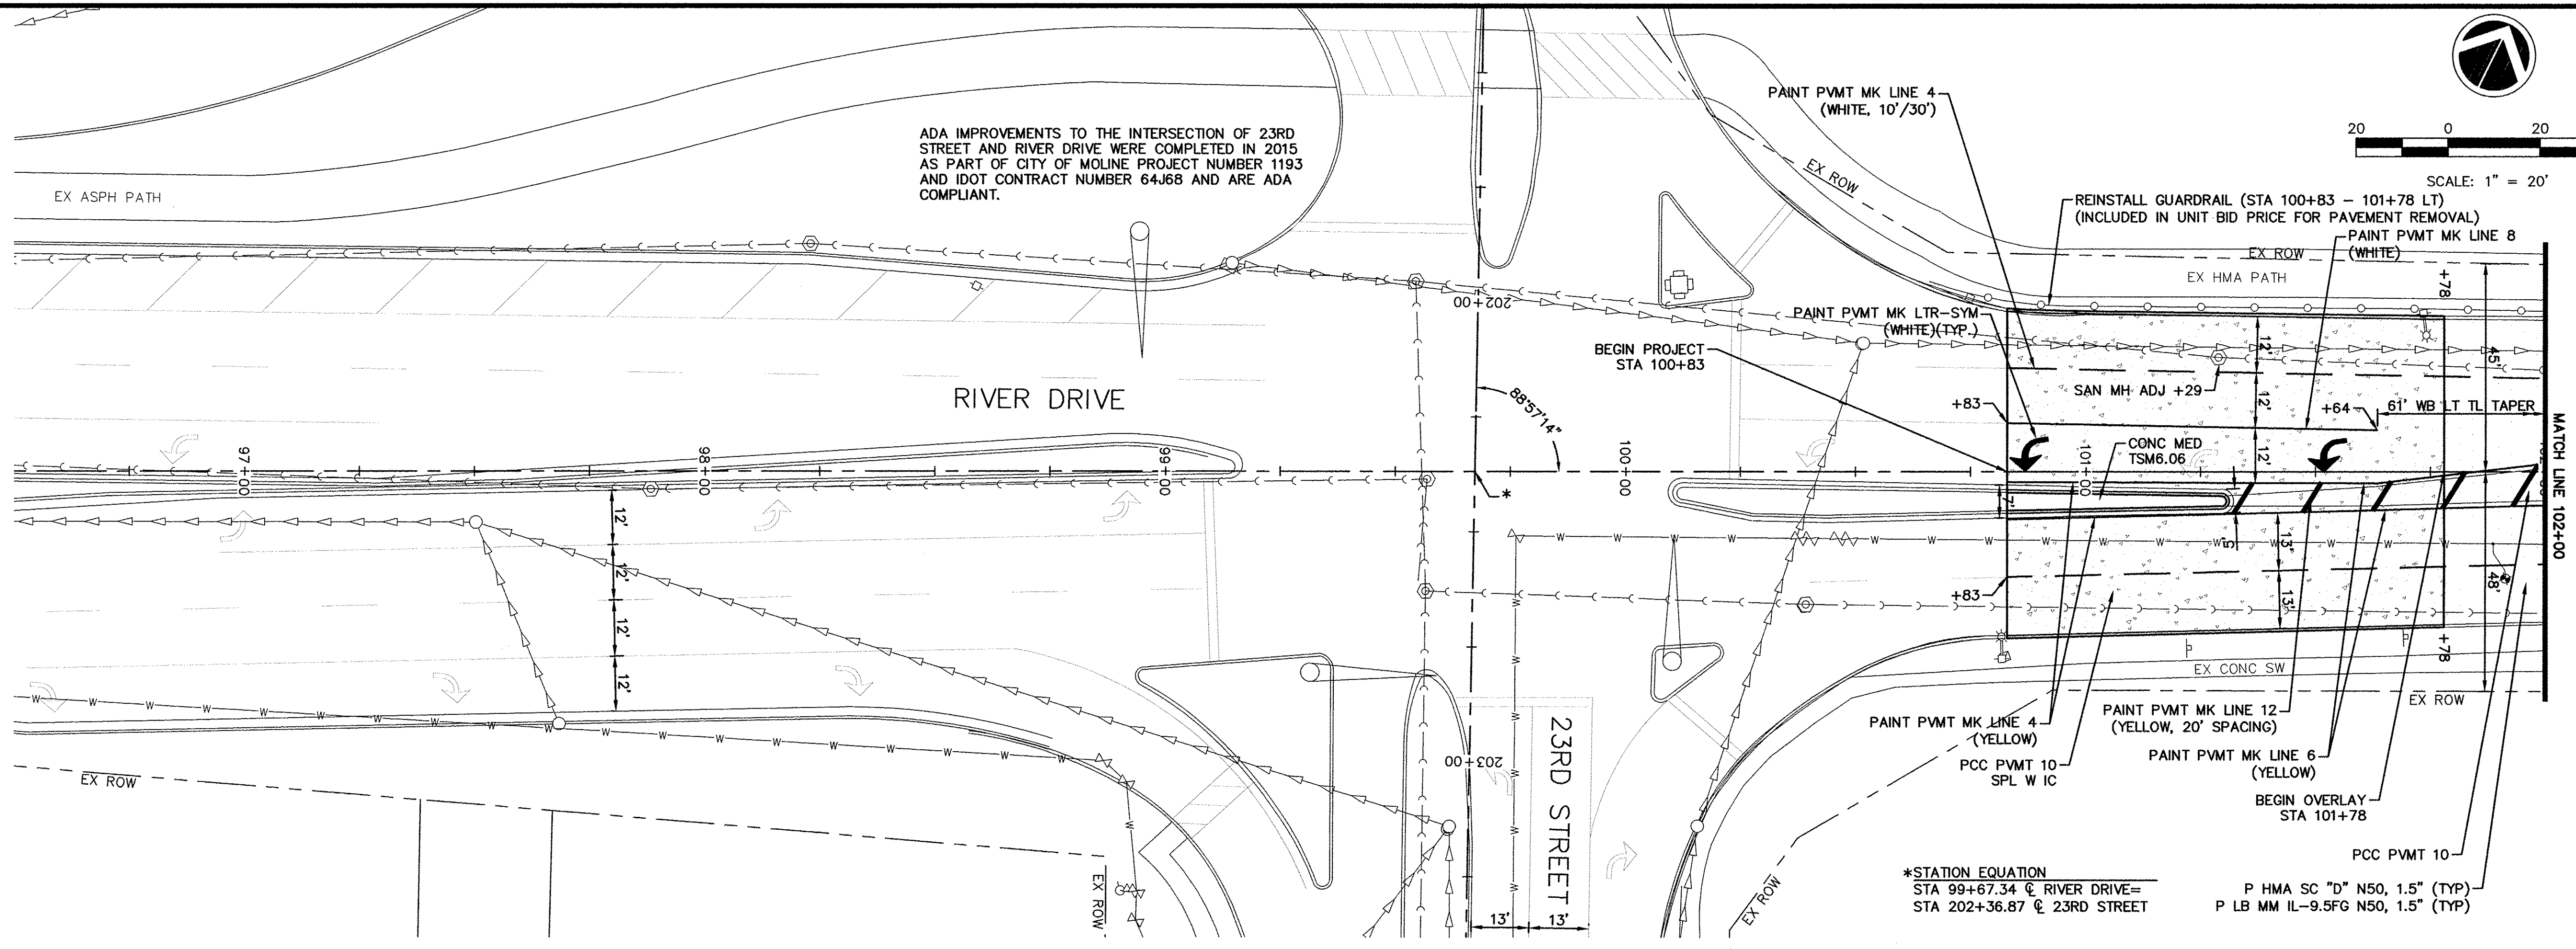 ADA IMPROVEMENTS TO THE INTERSECTION OF 23RD
STREET AND RIVER DRIVE WERE COMPLETED IN 2015
AS PART OF CITY OF MOLINE PROJECT NUMBER 1193
AND IDOT CONTRACT NUMBER 64J68 AND ARE ADA
COMPLIANT.
EX ASPH PATH
PAINT PVMT MK LINE 4
(WHITE, 10'/30')
EX ROW
20 0 20
SCALE: 1" = 20'
REINSTALL GUARDRAIL (STA 100+83 - 101+78 LT)
(INCLUDED IN UNIT BID PRICE FOR PAVEMENT REMOVAL)
PAINT PVMT MK LINE 8
(WHITE)
EX ROW
EX HMA PATH
+78
202+00
PAINT PVMT MK LTR-SYM
(WHITE)(TYP.)
BEGIN PROJECT
STA 100+83
12'
45'
SAN MH ADJ +29
12'
RIVER DRIVE
88°57'14"
+83
+64
61' WB LT TL TAPER
MATCH LINE 102+00
CONC MED
TSM6.06
12'
97+00
98+00
99+00
100+00
101+00
*
7'
12'
12'
12'
12'
W W W W W W W W W W W W
5'
13'
13'
48'
+83
+78
EX CONC SW
EX ROW
W W W W W W W W W W
PAINT PVMT MK LINE 4
(YELLOW)
PAINT PVMT MK LINE 12
(YELLOW, 20' SPACING)
PCC PVMT 10
SPL W IC
PAINT PVMT MK LINE 6
(YELLOW)
BEGIN OVERLAY
STA 101+78
PCC PVMT 10
203+00
23RD STREET
EX ROW
EX ROW
EX ROW
13' 13'
*STATION EQUATION
STA 99+67.34 ℄ RIVER DRIVE=
STA 202+36.87 ℄ 23RD STREET
P HMA SC "D" N50, 1.5" (TYP)
P LB MM IL-9.5FG N50, 1.5" (TYP)